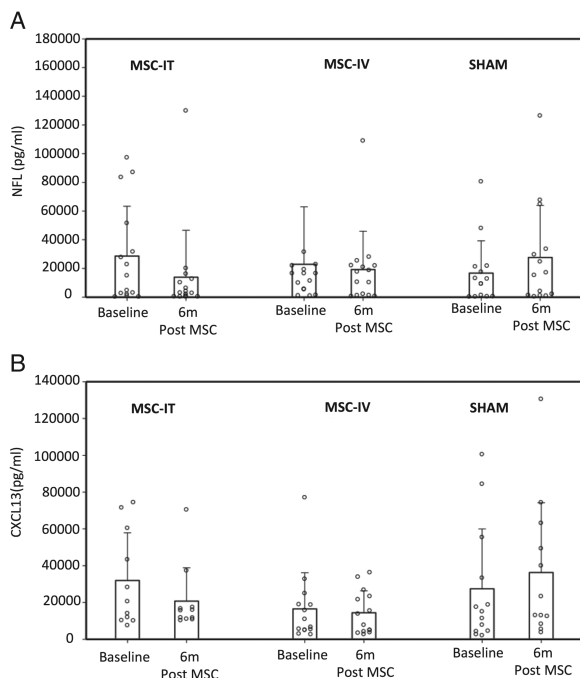 A
180000
160000
140000
120000
100000
80000
60000
40000
20000
0
NFL (pg/ml)
MSC-IT
MSC-IV
SHAM
Baseline
6m
Post MSC
Baseline
6m
Post MSC
Baseline
6m
Post MSC
B
140000
120000
100000
80000
60000
40000
20000
0
CXCL13(pg/ml)
MSC-IT
MSC-IV
SHAM
Baseline
6m
Post MSC
Baseline
6m
Post MSC
Baseline
6m
Post MSC